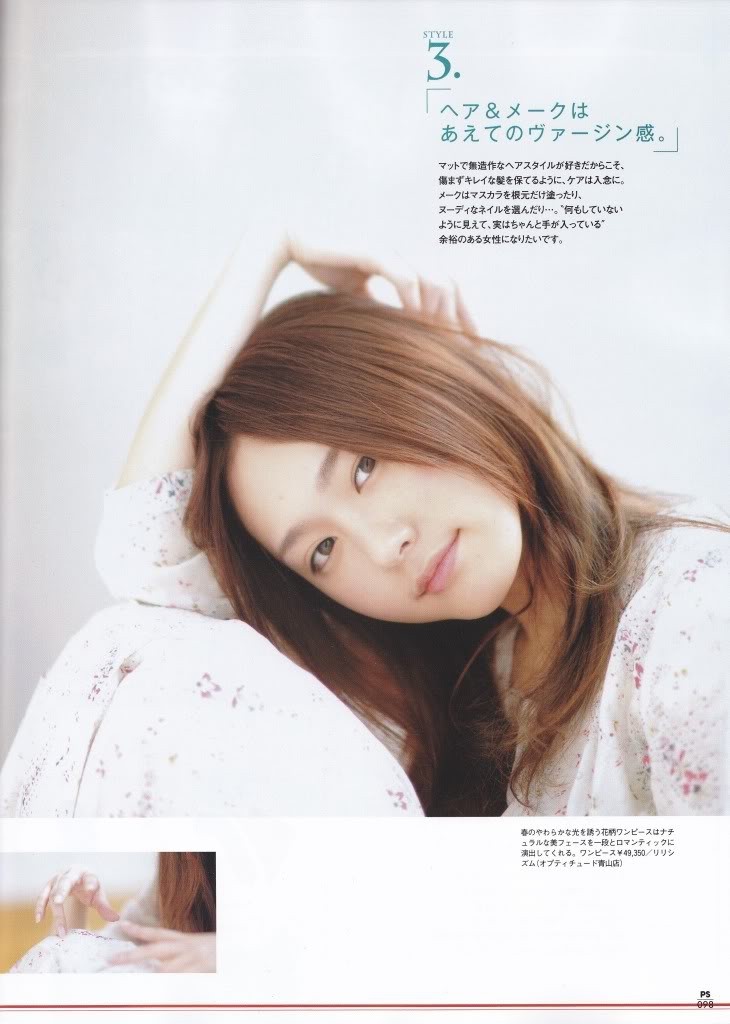 STYLE
3.
「ヘア＆メークは
あえてのヴァージン感。」
マットで無造作なヘアスタイルが好きだからこそ、
傷まずキレイな髪を保てるように、ケアは入念に。
メークはマスカラを根元だけ塗ったり、
ヌーディなネイルを選んだり…。“何もしていない
ように見えて、実はちゃんと手が入っている”
余裕のある女性になりたいです。
春のやわらかな光を誘う花柄ワンピースはナチ
ュラルな美フェースを一段とロマンティックに
演出してくれる。ワンピース￥49,350／リリシ
ズム（オプティチュード青山店）
PS
098